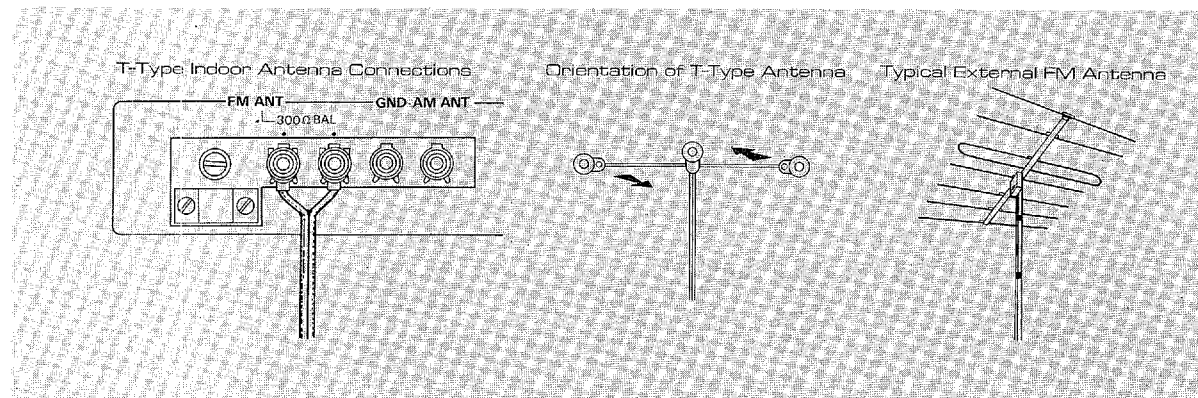 T-Type Indoor Antenna Connections
FM ANT GND AM ANT
300Ω BAL
Orientation of T-Type Antenna
Typical External FM Antenna